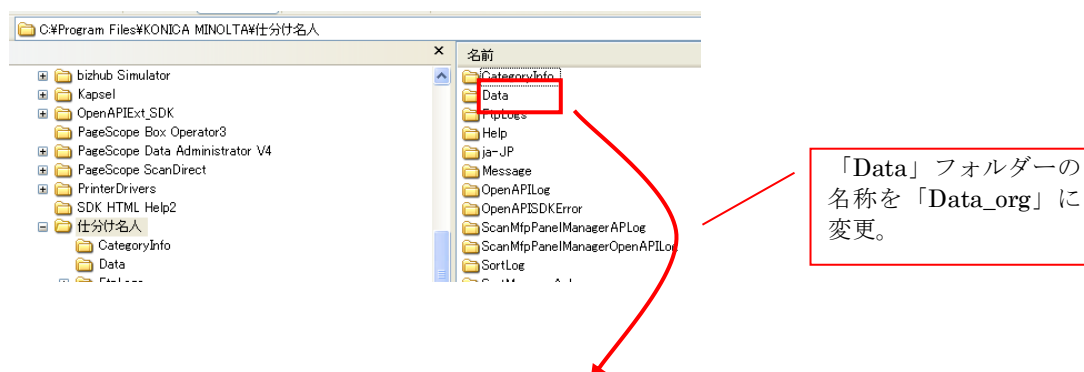 C:¥Program Files¥KONICA MINOLTA¥仕分け名人
×
bizhub Simulator
Kapsel
OpenAPIExt_SDK
PageScope Box Operator3
PageScope Data Administrator V4
PageScope ScanDirect
PrinterDrivers
SDK HTML Help2
仕分け名人
CategoryInfo
Data
FtpLogs
名前
CategoryInfo
Data
FtpLogs
Help
ja-JP
Message
OpenAPILog
OpenAPISDKError
ScanMfpPanelManagerAPLog
ScanMfpPanelManagerOpenAPILog
SortLog
「Data」フォルダーの
名称を「Data_org」に
変更。